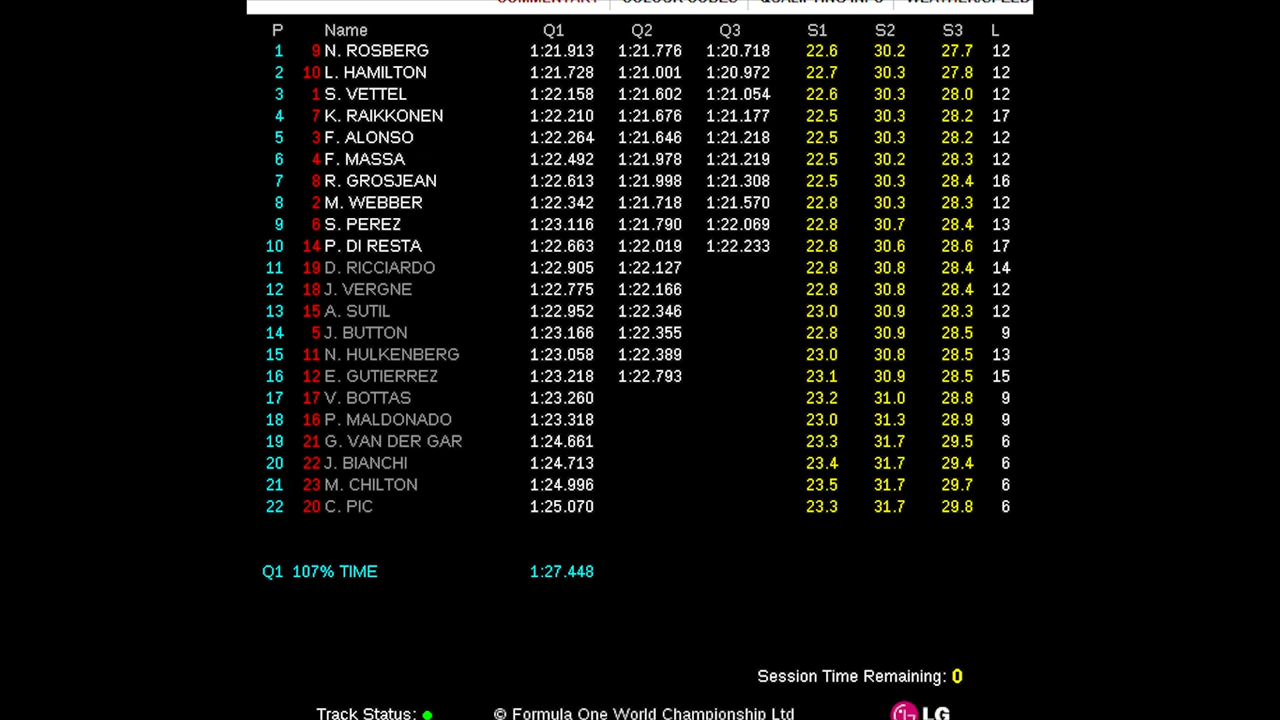 COMMENTARY COLOUR CODES QUALIFYING INFO WEATHER/SPEED
P Name Q1 Q2 Q3 S1 S2 S3 L
1 9 N. ROSBERG 1:21.913 1:21.776 1:20.718 22.6 30.2 27.7 12
2 10 L. HAMILTON 1:21.728 1:21.001 1:20.972 22.7 30.3 27.8 12
3 1 S. VETTEL 1:22.158 1:21.602 1:21.054 22.6 30.3 28.0 12
4 7 K. RAIKKONEN 1:22.210 1:21.676 1:21.177 22.5 30.3 28.2 17
5 3 F. ALONSO 1:22.264 1:21.646 1:21.218 22.5 30.3 28.2 12
6 4 F. MASSA 1:22.492 1:21.978 1:21.219 22.5 30.2 28.3 12
7 8 R. GROSJEAN 1:22.613 1:21.998 1:21.308 22.5 30.3 28.4 16
8 2 M. WEBBER 1:22.342 1:21.718 1:21.570 22.8 30.3 28.3 12
9 6 S. PEREZ 1:23.116 1:21.790 1:22.069 22.8 30.7 28.4 13
10 14 P. DI RESTA 1:22.663 1:22.019 1:22.233 22.8 30.6 28.6 17
11 19 D. RICCIARDO 1:22.905 1:22.127 22.8 30.8 28.4 14
12 18 J. VERGNE 1:22.775 1:22.166 22.8 30.8 28.4 12
13 15 A. SUTIL 1:22.952 1:22.346 23.0 30.9 28.3 12
14 5 J. BUTTON 1:23.166 1:22.355 22.8 30.9 28.5 9
15 11 N. HULKENBERG 1:23.058 1:22.389 23.0 30.8 28.5 13
16 12 E. GUTIERREZ 1:23.218 1:22.793 23.1 30.9 28.5 15
17 17 V. BOTTAS 1:23.260 23.2 31.0 28.8 9
18 16 P. MALDONADO 1:23.318 23.0 31.3 28.9 9
19 21 G. VAN DER GAR 1:24.661 23.3 31.7 29.5 6
20 22 J. BIANCHI 1:24.713 23.4 31.7 29.4 6
21 23 M. CHILTON 1:24.996 23.5 31.7 29.7 6
22 20 C. PIC 1:25.070 23.3 31.7 29.8 6
Q1 107% TIME 1:27.448
Session Time Remaining: 0
Track Status: © Formula One World Championship Ltd LG